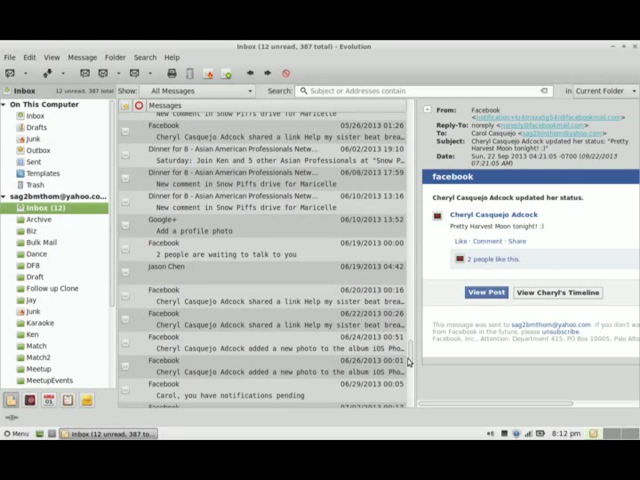 Inbox (12 unread, 387 total) - Evolution
File Edit View Message Folder Search Help
Inbox 12 unread, 387 total Show: All Messages Search: Subject or Addresses contain in Current Folder
On This Computer
Inbox
Drafts
Junk
Outbox
Sent
Templates
Trash
sag2bmthom@yahoo.co...
Inbox (12)
Archive
Biz
Bulk Mail
Dance
DF8
Draft
Follow up Clone
Jay
Junk
Karaoke
Ken
Match
Match2
Meetup
MeetupEvents
Messages
New comment in Snow Piffs drive for Maricelle
Facebook 05/26/2013 01:26
Cheryl Casquejo Adcock shared a link Help my sister beat brea...
Dinner for 8 - Asian American Professionals Netw... 06/02/2013 19:10
Saturday: Join Ken and 5 other Asian Professionals at "Snow P...
Dinner for 8 - Asian American Professionals Netw... 06/08/2013 17:59
New comment in Snow Piffs drive for Maricelle
Dinner for 8 - Asian American Professionals Netw... 06/10/2013 13:16
New comment in Snow Piffs drive for Maricelle
Google+ 06/10/2013 13:52
Add a profile photo
Facebook 06/19/2013 00:00
2 people are waiting to talk to you
Jason Chen 06/19/2013 04:42
Facebook 06/20/2013 00:16
Cheryl Casquejo Adcock shared a link Help my sister beat brea...
Facebook 06/22/2013 00:26
Cheryl Casquejo Adcock shared a link Help my sister beat brea...
Facebook 06/24/2013 00:51
Cheryl Casquejo Adcock added a new photo to the album iOS Pho...
Facebook 06/26/2013 00:01
Cheryl Casquejo Adcock added a new photo to the album iOS Pho...
Facebook 06/29/2013 00:05
Carol, you have notifications pending
Facebook 07/02/2013 00:17
From: Facebook
Reply-To: noreply <noreply@facebookmail.com>
To: Carol Casquejo <sag2bmthom@yahoo.com>
Subject: Cheryl Casquejo Adcock updated her status: "Pretty
Harvest Moon tonight! :)"
Date: Sun, 22 Sep 2013 04:21:05 -0700 (09/22/2013
07:21:05 AM)
facebook
Cheryl Casquejo Adcock updated her status.
Cheryl Casquejo Adcock
Pretty Harvest Moon tonight! :)
Like · Comment · Share
2 people like this.
View Post View Cheryl's Timeline
This message was sent to sag2bmthom@yahoo.com. If you don't wa
from Facebook in the future, please unsubscribe.
Facebook, Inc., Attention: Department 415, PO Box 10005, Palo Alto
Menu Inbox (12 unread, 387 to... 8:12 pm